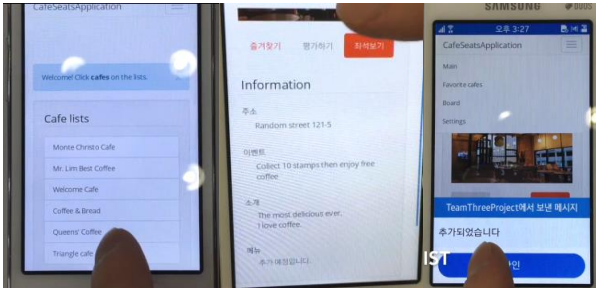 CafeSeatsApplication
Welcome! Click cafes on the lists.
Cafe lists
Monte Christo Cafe
Mr. Lim Best Coffee
Welcome Cafe
Coffee & Bread
Queens' Coffee
Triangle cafe
즐겨찾기 평가하기 좌석보기
Information
주소
Random street 121-5
이벤트
Collect 10 stamps then enjoy free
coffee
소개
The most delicious ever.
I love coffee.
메뉴
추가 예정입니다.
SAMSUNG
오후 3:27
CafeSeatsApplication
Main
Favorite cafes
Board
Settings
TeamThreeProject에서 보낸 메시지
추가되었습니다
IST